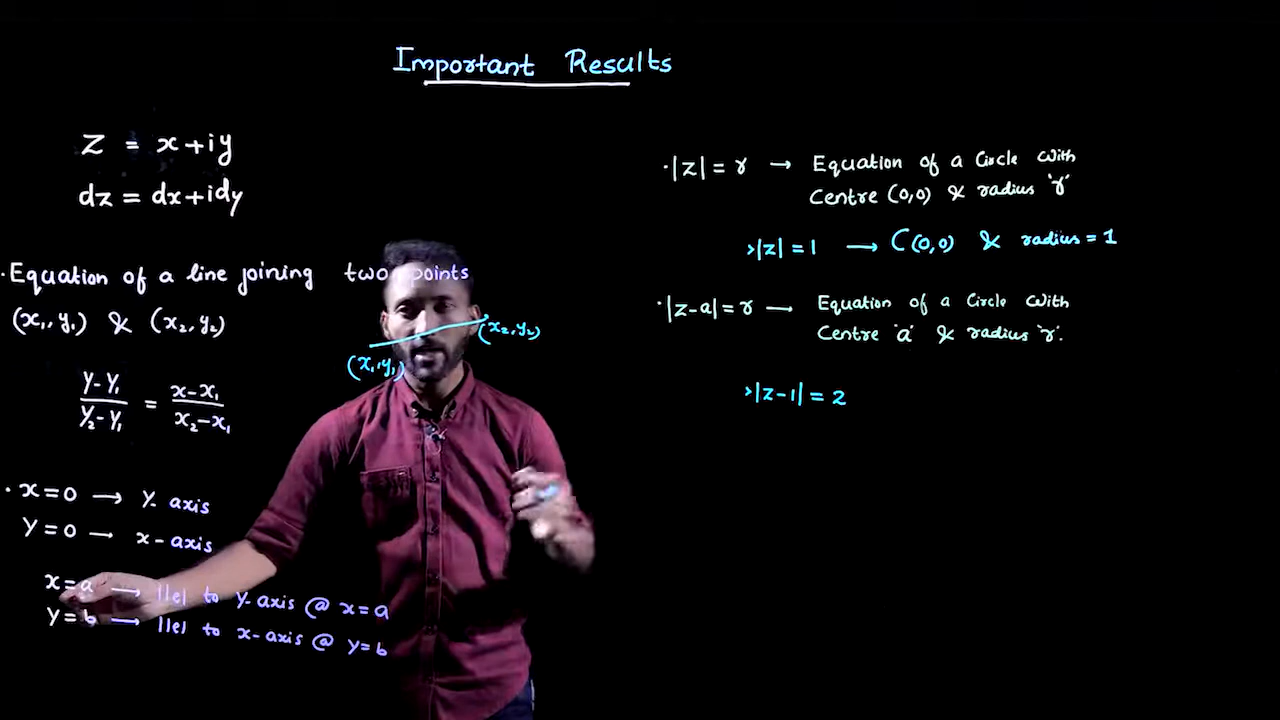 Important Results
z = x+iy
dz = dx+idy
·Equation of a line joining two points
(x₁,y₁) & (x₂,y₂)
(x₂,y₂)
(x₁,y₁)
y-y₁/y₂-y₁ = x-x₁/x₂-x₁
· x=0 → y-axis
y=0 → x-axis
x=a → llel to y-axis @ x=a
y=b → llel to x-axis @ y=b
·|z|=r → Equation of a Circle with
Centre (0,0) & radius 'r'
>|z|=1 → C(0,0) & radius=1
·|z-a|=r → Equation of a Circle with
Centre 'a' & radius 'r'.
>|z-1|=2